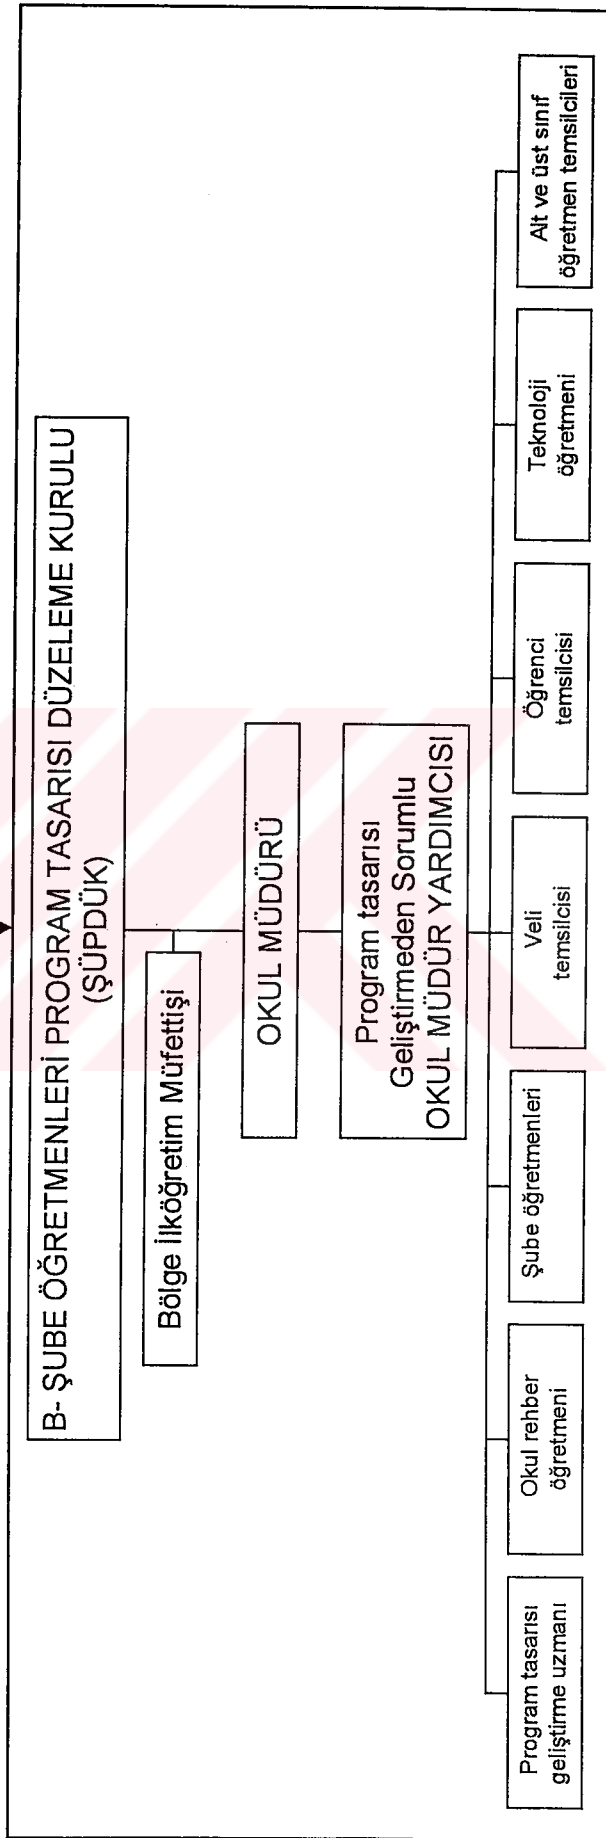 B- ŞUBE ÖĞRETMENLERİ PROGRAM TASARISI DÜZELEME KURULU
(ŞÜPDÜK)
Bölge İlköğretim Müfettişi
OKUL MÜDÜRÜ
Program tasarısı
Geliştirmeden Sorumlu
OKUL MÜDÜR YARDIMCISI
Program tasarısı
geliştirme uzmanı
Okul rehber
öğretmeni
Şube öğretmenleri
Veli
temsilcisi
Öğrenci
temsilcisi
Teknoloji
öğretmeni
Alt ve üst sınıf
öğretmen temsilcileri